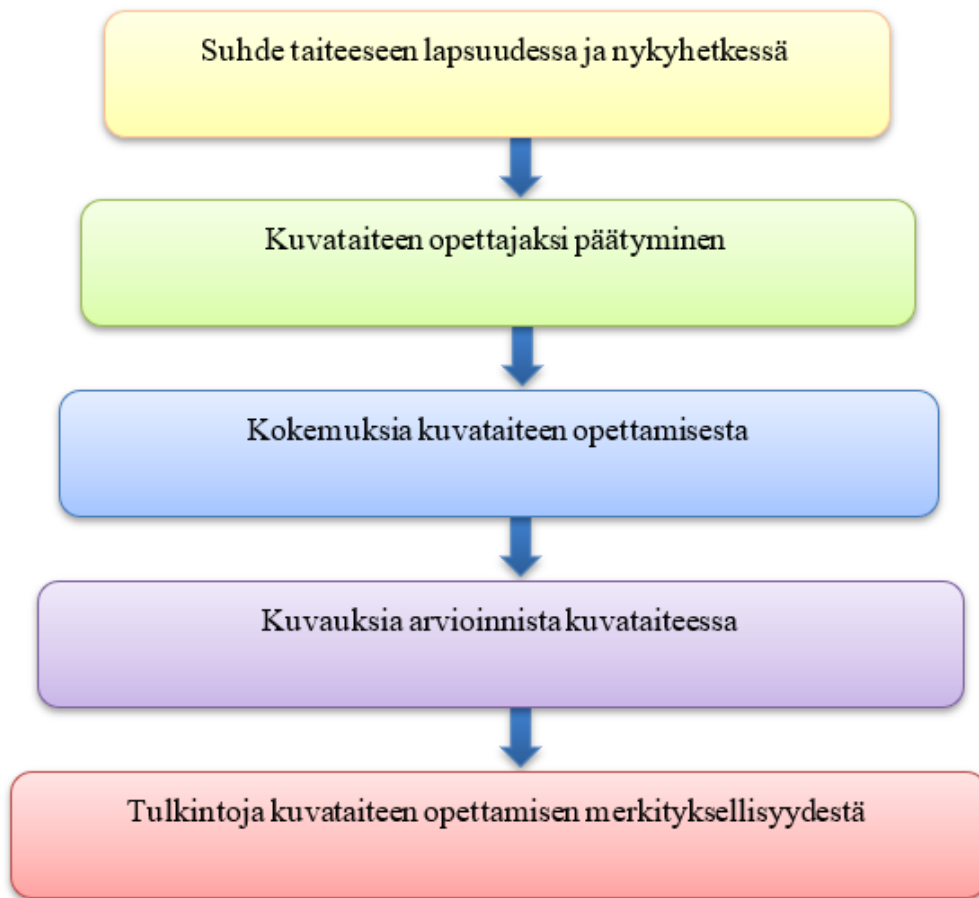 Suhde taiteeseen lapsuudessa ja nykyhetkessä
Kuvataiteen opettajaksi päätyminen
Kokemuksia kuvataiteen opettamisesta
Kuvauksia arvioinnista kuvataiteessa
Tulkintoja kuvataiteen opettamisen merkityksellisyydestä